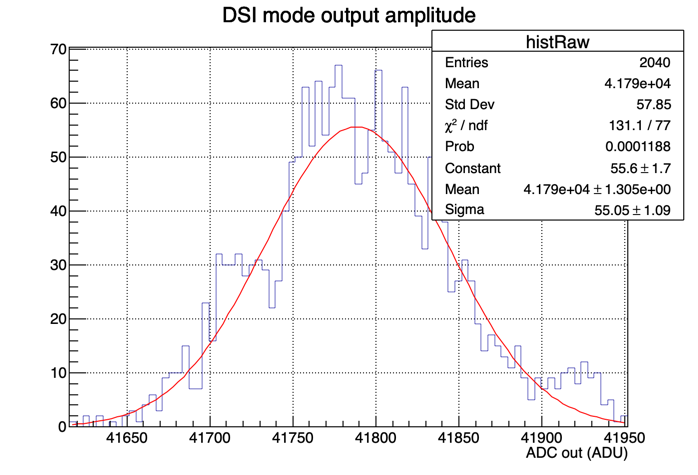 DSI mode output amplitude
histRaw
Entries 2040
Mean 4.179e+04
Std Dev 57.85
χ² / ndf 131.1 / 77
Prob 0.0001188
Constant 55.6 ± 1.7
Mean 4.179e+04 ± 1.305e+00
Sigma 55.05 ± 1.09
70
60
50
40
30
20
10
0
41650 41700 41750 41800 41850 41900 41950
ADC out (ADU)